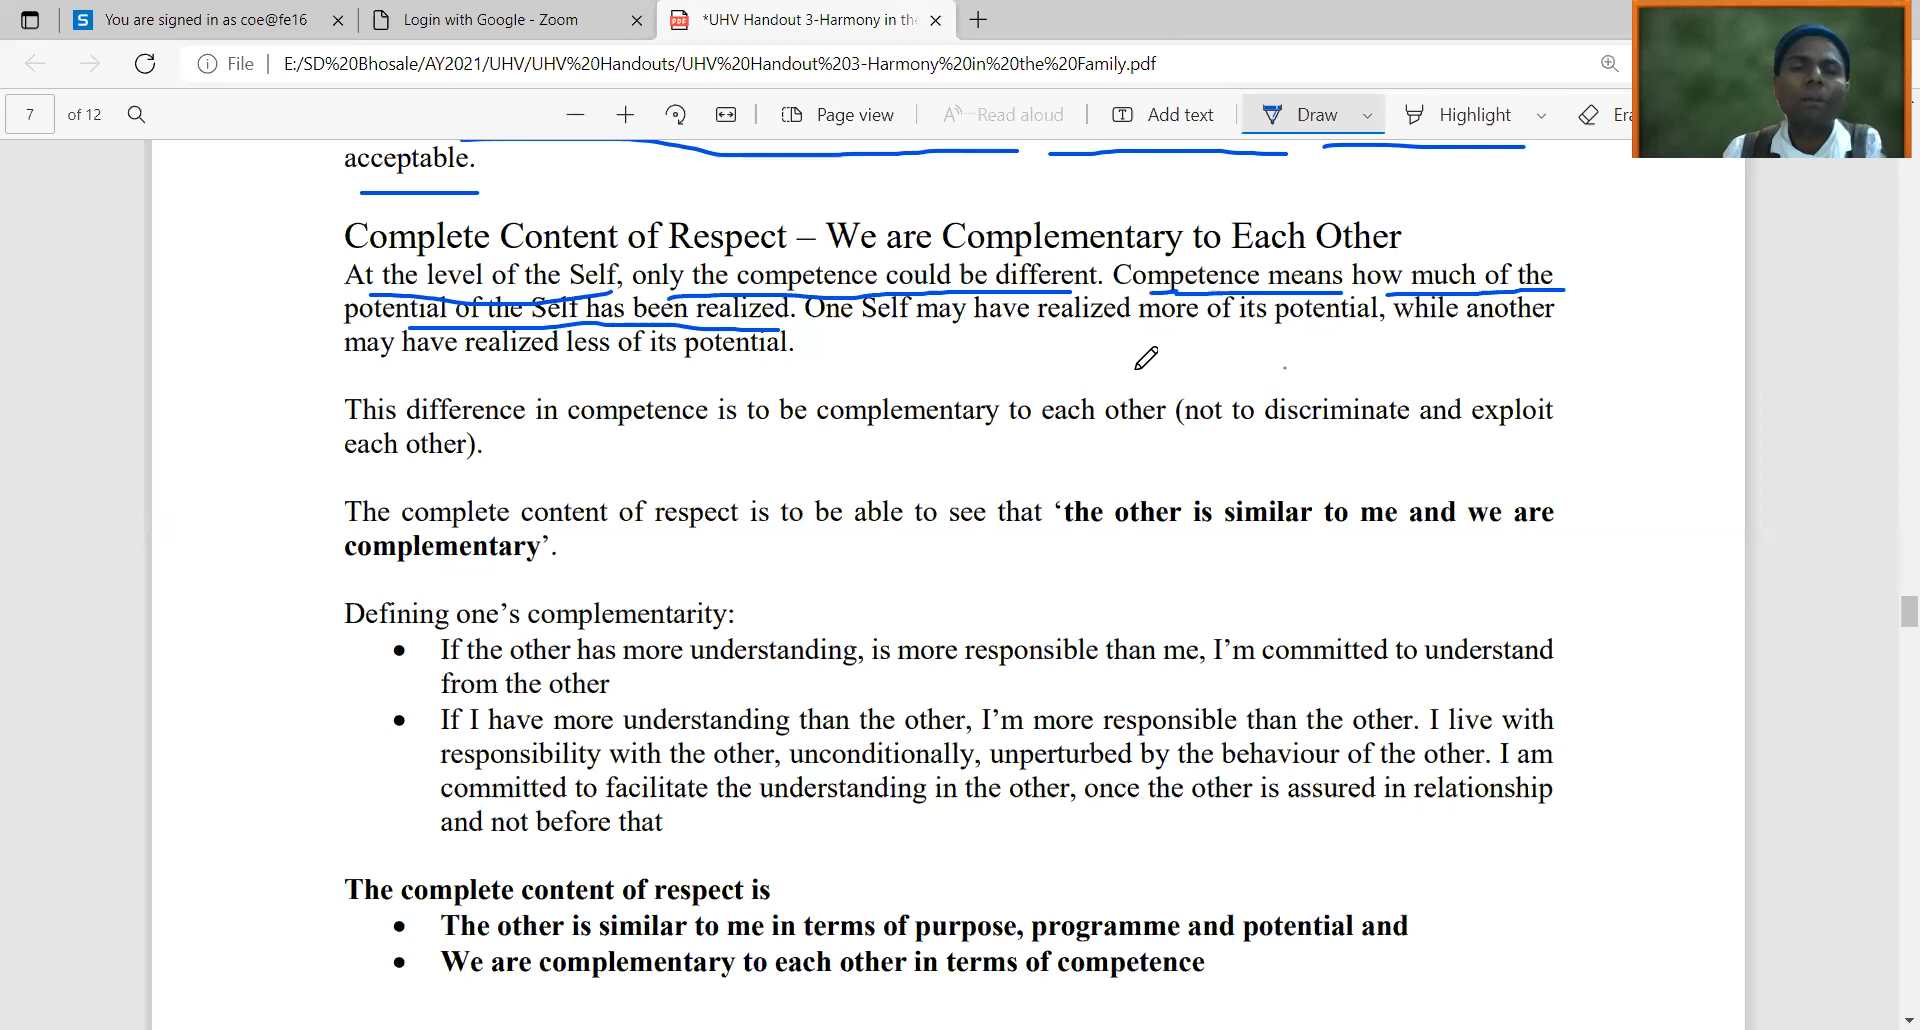 You are signed in as coe@fe16
Login with Google - Zoom
*UHV Handout 3-Harmony in the
File
E:/SD%20Bhosale/AY2021/UHV/UHV%20Handouts/UHV%20Handout%203-Harmony%20in%20the%20Family.pdf
7 of 12
Page view
Read aloud
Add text
Draw
Highlight
Era
acceptable.
Complete Content of Respect – We are Complementary to Each Other
At the level of the Self, only the competence could be different. Competence means how much of the
potential of the Self has been realized. One Self may have realized more of its potential, while another
may have realized less of its potential.
This difference in competence is to be complementary to each other (not to discriminate and exploit
each other).
The complete content of respect is to be able to see that ‘the other is similar to me and we are
complementary’.
Defining one’s complementarity:
• If the other has more understanding, is more responsible than me, I’m committed to understand
from the other
• If I have more understanding than the other, I’m more responsible than the other. I live with
responsibility with the other, unconditionally, unperturbed by the behaviour of the other. I am
committed to facilitate the understanding in the other, once the other is assured in relationship
and not before that
The complete content of respect is
• The other is similar to me in terms of purpose, programme and potential and
• We are complementary to each other in terms of competence